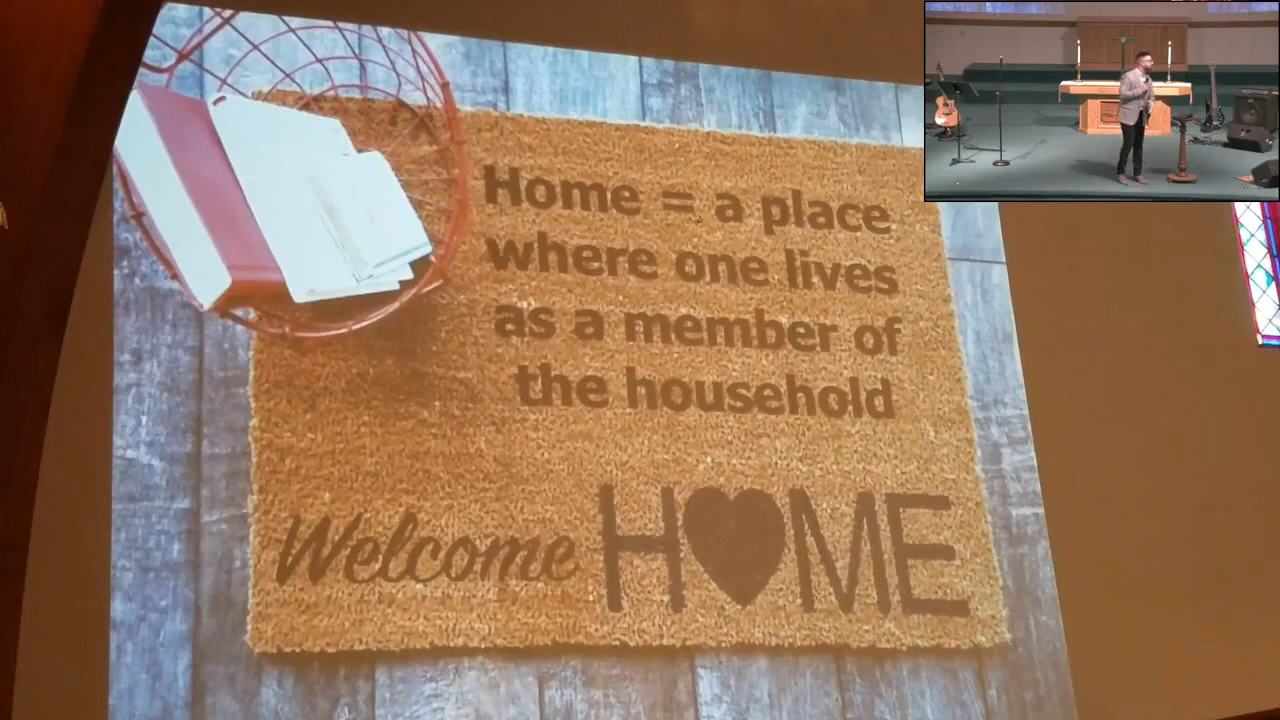 Home = a place
where one lives
as a member of
the household
Welcome HOME